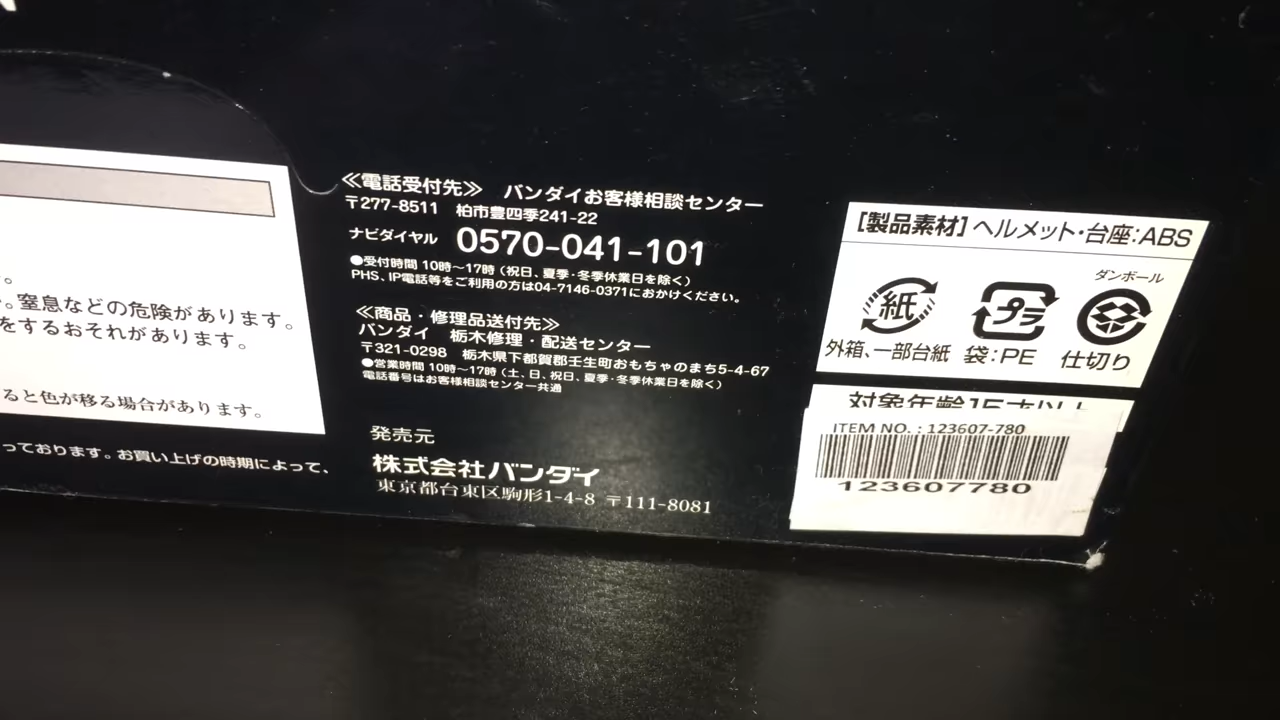 。
。窒息などの危険があります。
をするおそれがあります。
ると色が移る場合があります。
っております。お買い上げの時期によって、
≪電話受付先≫ バンダイお客様相談センター
〒277-8511 柏市豊四季241-22
ナビダイヤル 0570-041-101
●受付時間 10時～17時（祝日、夏季・冬季休業日を除く）
PHS、IP電話等をご利用の方は04-7146-0371におかけください。
≪商品・修理品送付先≫
バンダイ 栃木修理・配送センター
〒321-0298 栃木県下都賀郡壬生町おもちゃのまち5-4-67
●営業時間 10時～17時（土、日、祝日、夏季・冬季休業日を除く）
電話番号はお客様相談センター共通
発売元
株式会社バンダイ
東京都台東区駒形1-4-8 〒111-8081
[製品素材]ヘルメット・台座:ABS
ダンボール
紙 プラ
外箱、一部台紙 袋:PE 仕切り
対象年齢15才以上
ITEM NO. : 123607-780
123607780